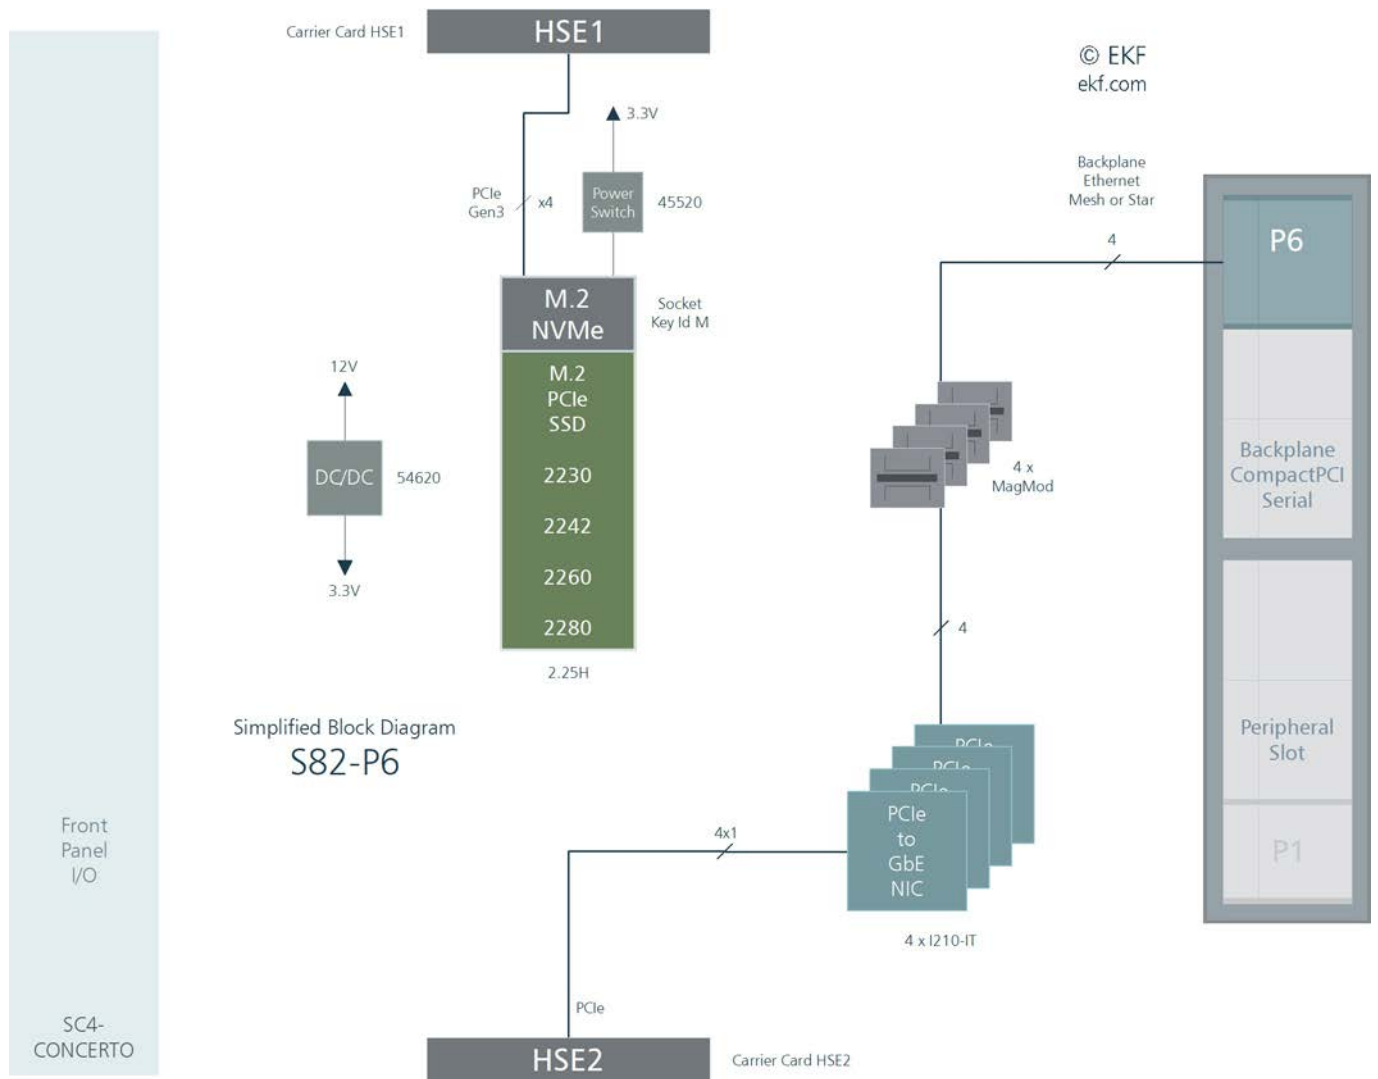 Carrier Card HSE1
HSE1
© EKF
ekf.com
3.3V
PCIe
Gen3
x4
Power
Switch
45520
Backplane
Ethernet
Mesh or Star
4
P6
M.2
NVMe
Socket
Key Id M
M.2
PCIe
SSD
2230
2242
2260
2280
2.25H
12V
DC/DC
54620
3.3V
4 x
MagMod
Backplane
CompactPCI
Serial
4
Simplified Block Diagram
S82-P6
PCIe
PCIe
PCIe
PCIe
to
GbE
NIC
4 x I210-IT
4x1
Peripheral
Slot
P1
Front
Panel
I/O
PCIe
SC4-
CONCERTO
HSE2
Carrier Card HSE2